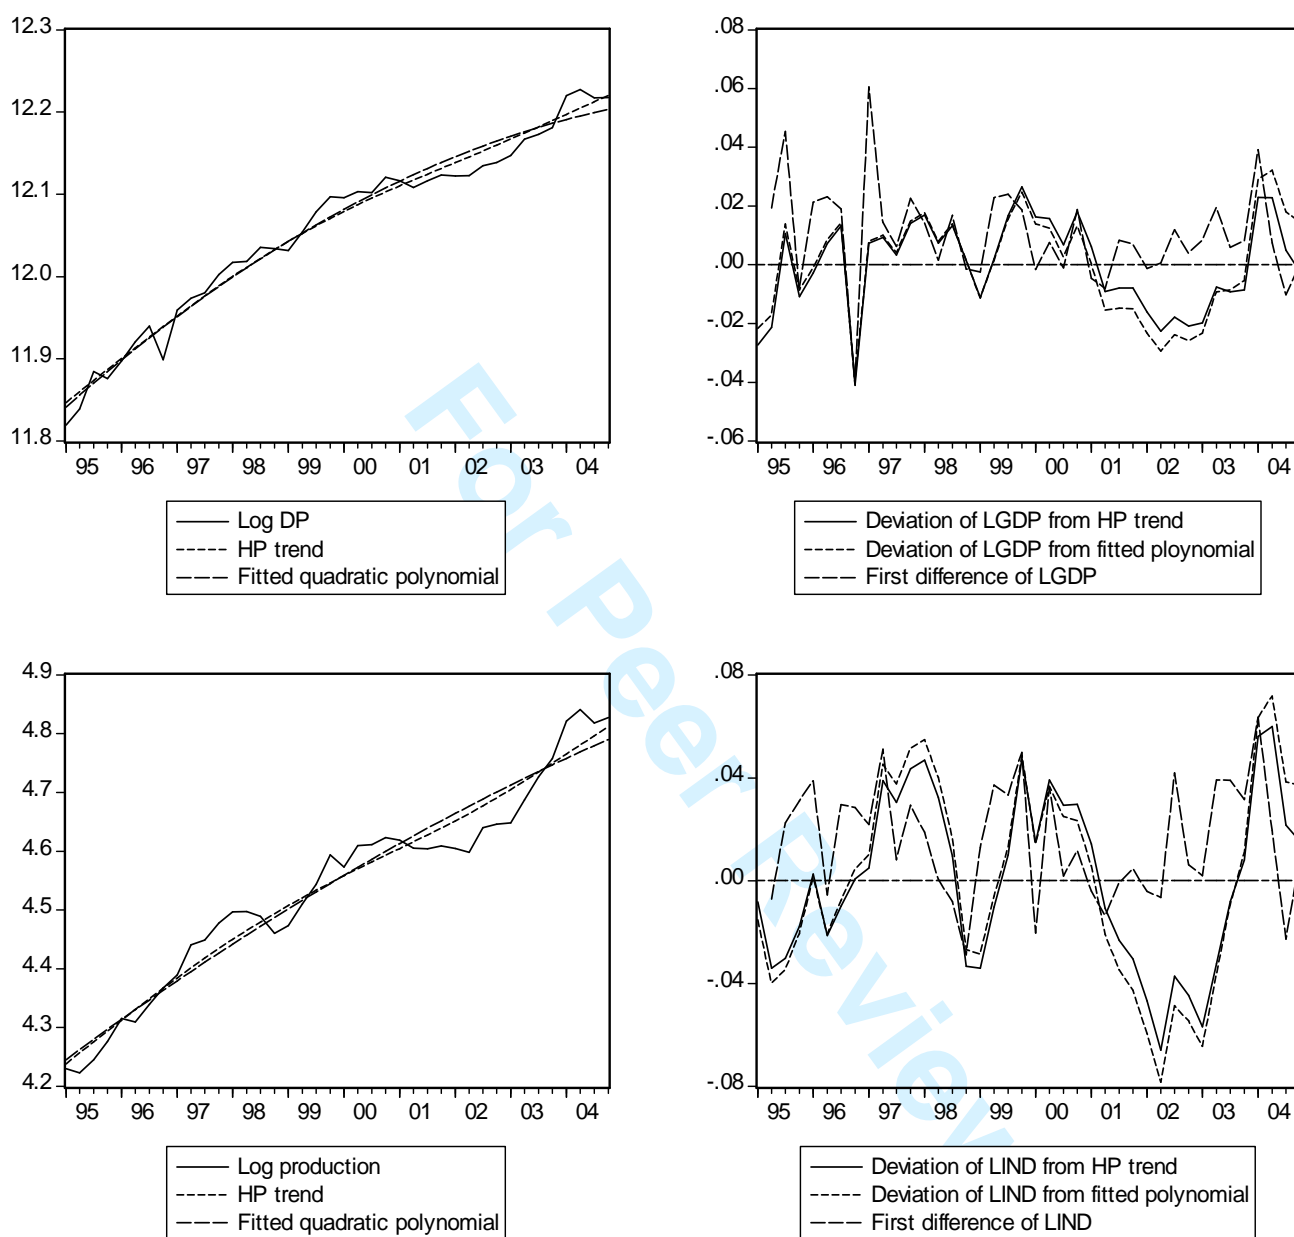 12.3
12.2
12.1
12.0
11.9
11.8
95 96 97 98 99 00 01 02 03 04
Log DP
HP trend
Fitted quadratic polynomial
.08
.06
.04
.02
.00
-.02
-.04
-.06
95 96 97 98 99 00 01 02 03 04
Deviation of LGDP from HP trend
Deviation of LGDP from fitted ploynomial
First difference of LGDP
4.9
4.8
4.7
4.6
4.5
4.4
4.3
4.2
95 96 97 98 99 00 01 02 03 04
Log production
HP trend
Fitted quadratic polynomial
.08
.04
.00
-.04
-.08
95 96 97 98 99 00 01 02 03 04
Deviation of LIND from HP trend
Deviation of LIND from fitted polynomial
First difference of LIND
For Peer Review